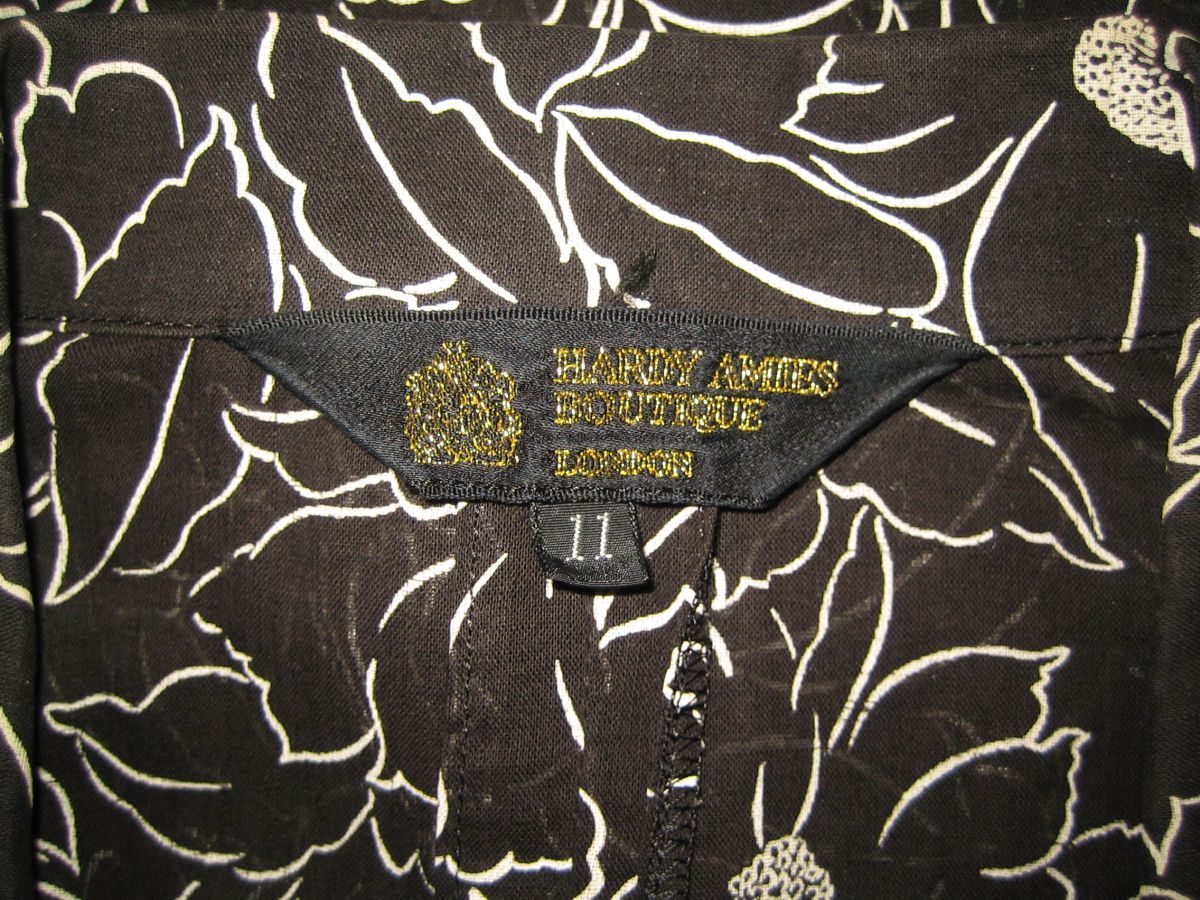 HARDY AMIES
BOUTIQUE
LONDON
11